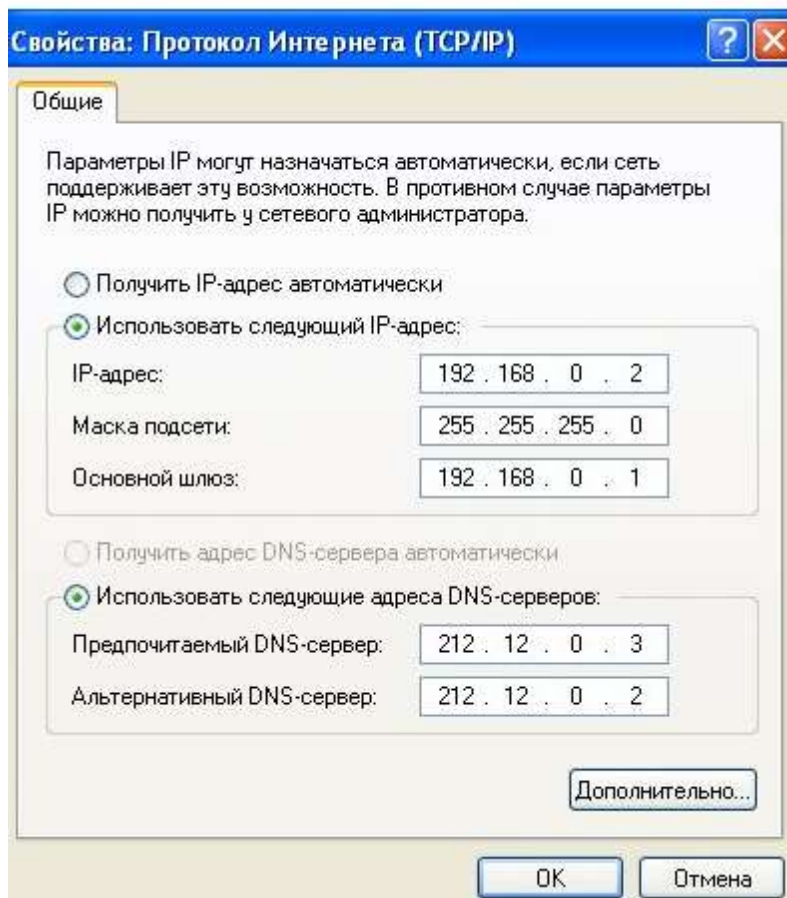 Свойства: Протокол Интернета (TCP/IP)
Общие
Параметры IP могут назначаться автоматически, если сеть
поддерживает эту возможность. В противном случае параметры
IP можно получить у сетевого администратора.
Получить IP-адрес автоматически
Использовать следующий IP-адрес:
IP-адрес: 192 . 168 . 0 . 2
Маска подсети: 255 . 255 . 255 . 0
Основной шлюз: 192 . 168 . 0 . 1
Получить адрес DNS-сервера автоматически
Использовать следующие адреса DNS-серверов:
Предпочитаемый DNS-сервер: 212 . 12 . 0 . 3
Альтернативный DNS-сервер: 212 . 12 . 0 . 2
Дополнительно...
OK Отмена